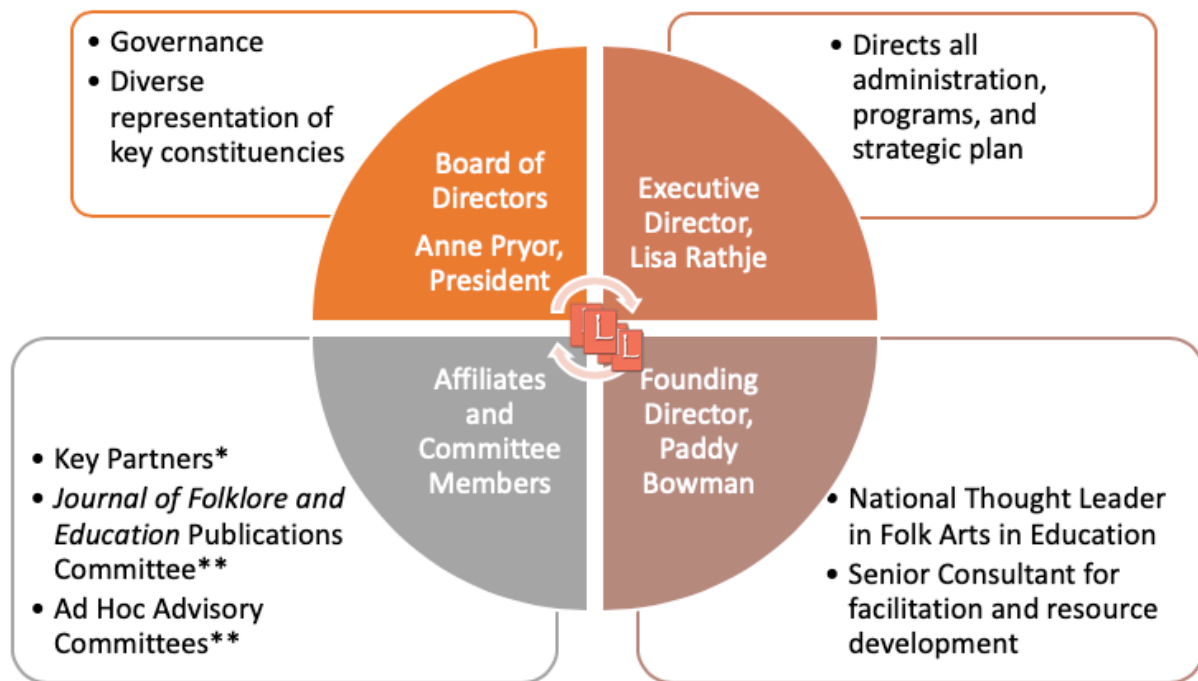 • Governance
• Diverse
representation of
key constituencies
• Directs all
administration,
programs, and
strategic plan
Board of
Directors
Anne Pryor,
President
Executive
Director,
Lisa Rathje
L
L
Affiliates
and
Committee
Members
Founding
Director,
Paddy
Bowman
• Key Partners*
• Journal of Folklore and
Education Publications
Committee**
• Ad Hoc Advisory
Committees**
• National Thought Leader
in Folk Arts in Education
• Senior Consultant for
facilitation and resource
development